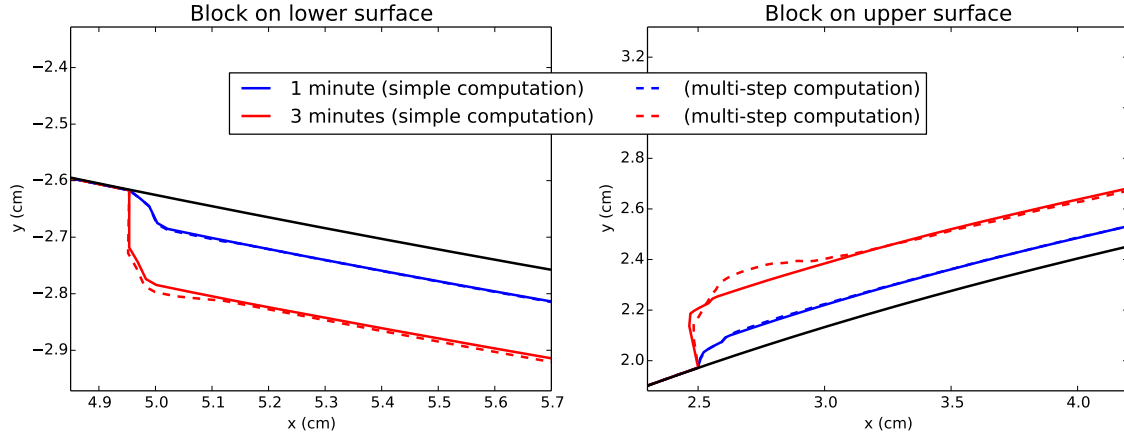 Block on lower surface
Block on upper surface
1 minute (simple computation)
(multi-step computation)
3 minutes (simple computation)
(multi-step computation)
−2.4
−2.5
−2.6
−2.7
−2.8
−2.9
y (cm)
4.9 5.0 5.1 5.2 5.3 5.4 5.5 5.6 5.7
x (cm)
3.2
3.0
2.8
2.6
2.4
2.2
2.0
y (cm)
2.5 3.0 3.5 4.0
x (cm)